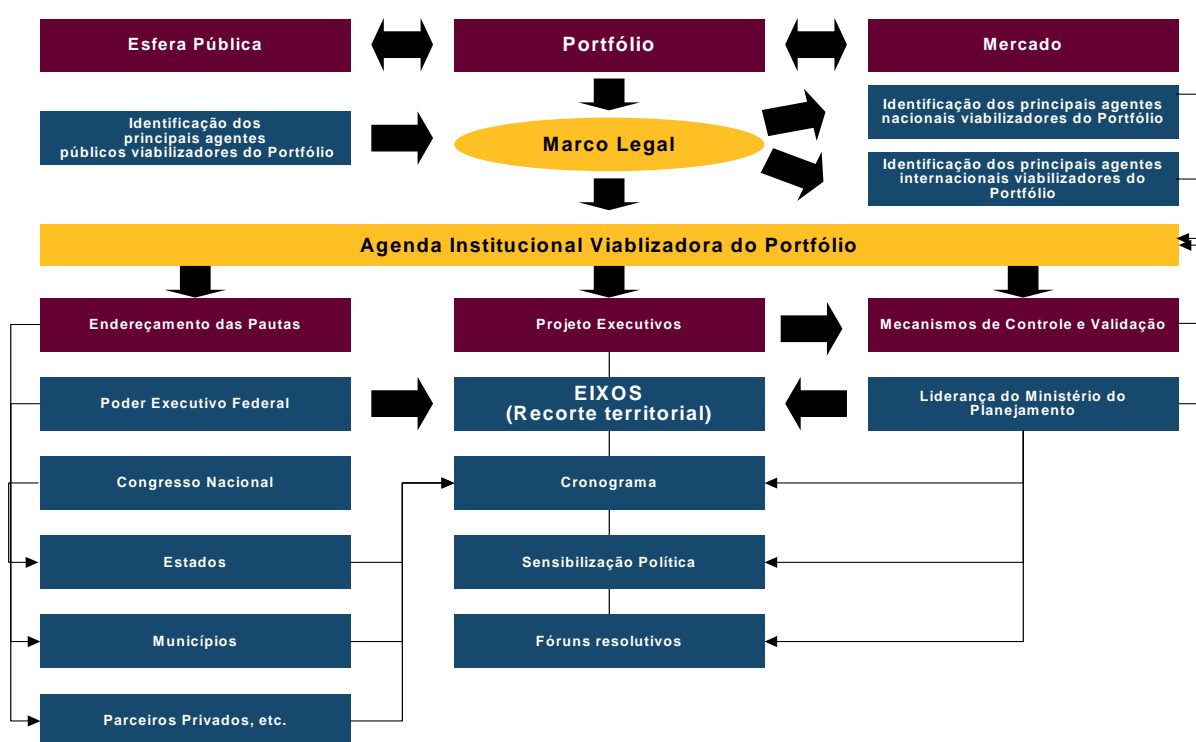 Esfera Pública
Portfólio
Mercado
Identificação dos
principais agentes
públicos viabilizadores do Portfólio
Marco Legal
Identificação dos principais agentes
nacionais viabilizadores do Portfólio
Identificação dos principais agentes
internacionais viabilizadores do
Portfólio
Agenda Institucional Viablizadora do Portfólio
Endereçamento das Pautas
Projeto Executivos
Mecanismos de Controle e Validação
Poder Executivo Federal
EIXOS
(Recorte territorial)
Liderança do Ministério do
Planejamento
Congresso Nacional
Cronograma
Estados
Sensibilização Política
Municípios
Fóruns resolutivos
Parceiros Privados, etc.